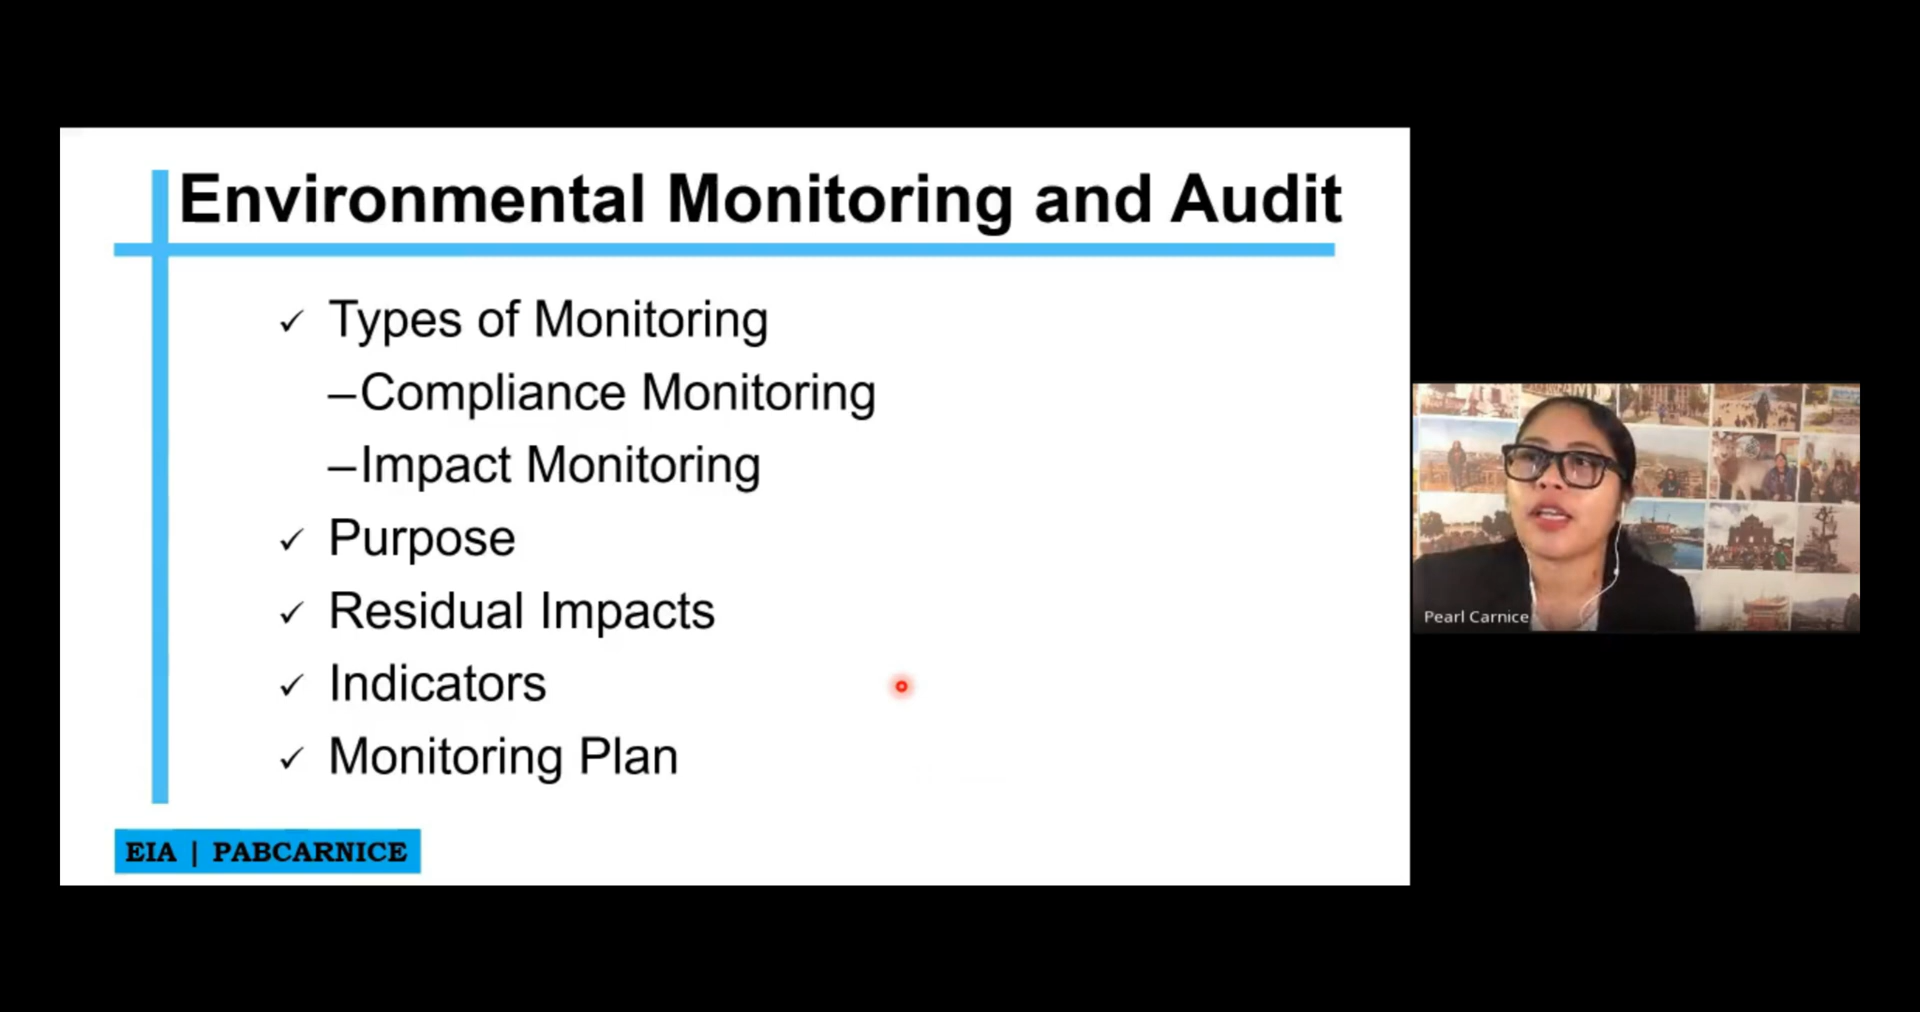 Environmental Monitoring and Audit
✓ Types of Monitoring
–Compliance Monitoring
–Impact Monitoring
✓ Purpose
✓ Residual Impacts
✓ Indicators
✓ Monitoring Plan
EIA | PABCARNICE
Pearl Carnice